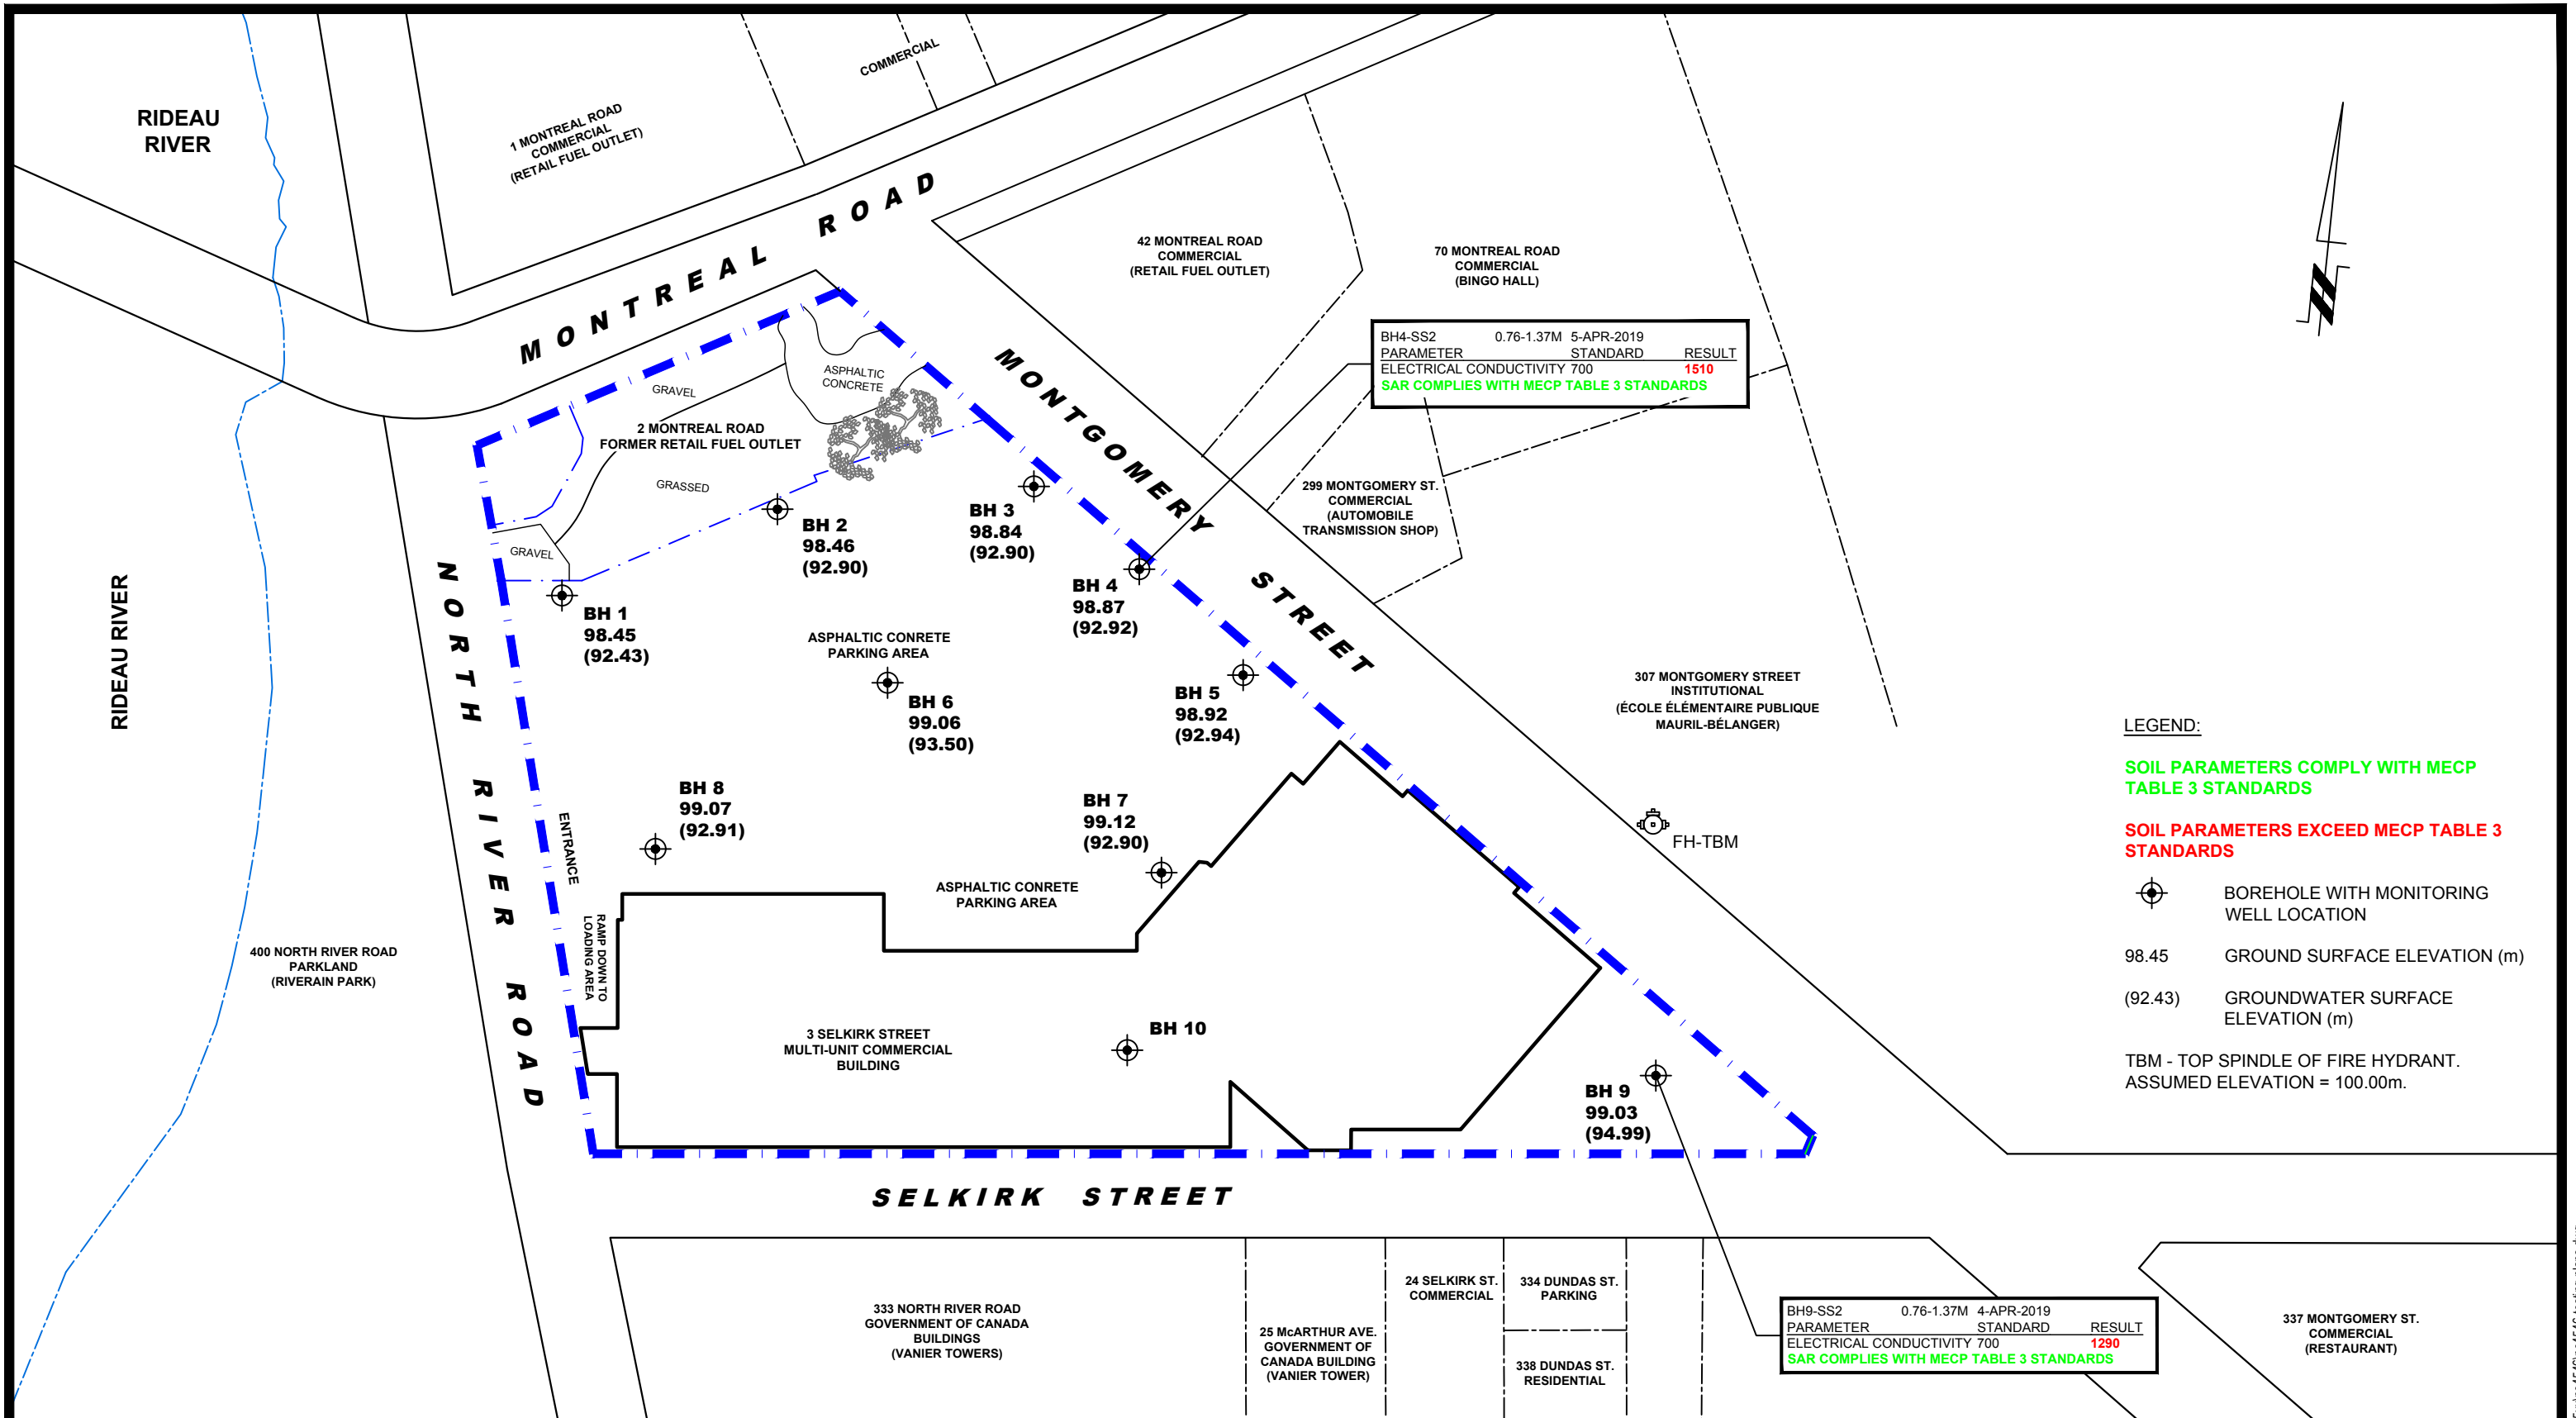 RIDEAU
RIVER
COMMERCIAL
1 MONTREAL ROAD
COMMERCIAL
(RETAIL FUEL OUTLET)
MONTREAL ROAD
42 MONTREAL ROAD
COMMERCIAL
(RETAIL FUEL OUTLET)
70 MONTREAL ROAD
COMMERCIAL
(BINGO HALL)
BH4-SS2 0.76-1.37M 5-APR-2019
PARAMETER STANDARD RESULT
ELECTRICAL CONDUCTIVITY 700 1510
SAR COMPLIES WITH MECP TABLE 3 STANDARDS
MONTGOMERY STREET
GRAVEL
ASPHALTIC
CONCRETE
2 MONTREAL ROAD
FORMER RETAIL FUEL OUTLET
GRASSED
GRAVEL
299 MONTGOMERY ST.
COMMERCIAL
(AUTOMOBILE
TRANSMISSION SHOP)
BH 2
98.46
(92.90)
BH 3
98.84
(92.90)
BH 4
98.87
(92.92)
BH 1
98.45
(92.43)
RIDEAU RIVER
NORTH RIVER ROAD
ASPHALTIC CONRETE
PARKING AREA
BH 6
99.06
(93.50)
BH 5
98.92
(92.94)
307 MONTGOMERY STREET
INSTITUTIONAL
(ÉCOLE ÉLÉMENTAIRE PUBLIQUE
MAURIL-BÉLANGER)
BH 8
99.07
(92.91)
BH 7
99.12
(92.90)
ENTRANCE
FH-TBM
ASPHALTIC CONRETE
PARKING AREA
RAMP DOWN TO
LOADING AREA
400 NORTH RIVER ROAD
PARKLAND
(RIVERAIN PARK)
3 SELKIRK STREET
MULTI-UNIT COMMERCIAL
BUILDING
BH 10
BH 9
99.03
(94.99)
LEGEND:
SOIL PARAMETERS COMPLY WITH MECP
TABLE 3 STANDARDS
SOIL PARAMETERS EXCEED MECP TABLE 3
STANDARDS
BOREHOLE WITH MONITORING
WELL LOCATION
98.45 GROUND SURFACE ELEVATION (m)
(92.43) GROUNDWATER SURFACE
ELEVATION (m)
TBM - TOP SPINDLE OF FIRE HYDRANT.
ASSUMED ELEVATION = 100.00m.
SELKIRK STREET
333 NORTH RIVER ROAD
GOVERNMENT OF CANADA
BUILDINGS
(VANIER TOWERS)
25 McARTHUR AVE.
GOVERNMENT OF
CANADA BUILDING
(VANIER TOWER)
24 SELKIRK ST.
COMMERCIAL
334 DUNDAS ST.
PARKING
338 DUNDAS ST.
RESIDENTIAL
BH9-SS2 0.76-1.37M 4-APR-2019
PARAMETER STANDARD RESULT
ELECTRICAL CONDUCTIVITY 700 1290
SAR COMPLIES WITH MECP TABLE 3 STANDARDS
337 MONTGOMERY ST.
COMMERCIAL
(RESTAURANT)